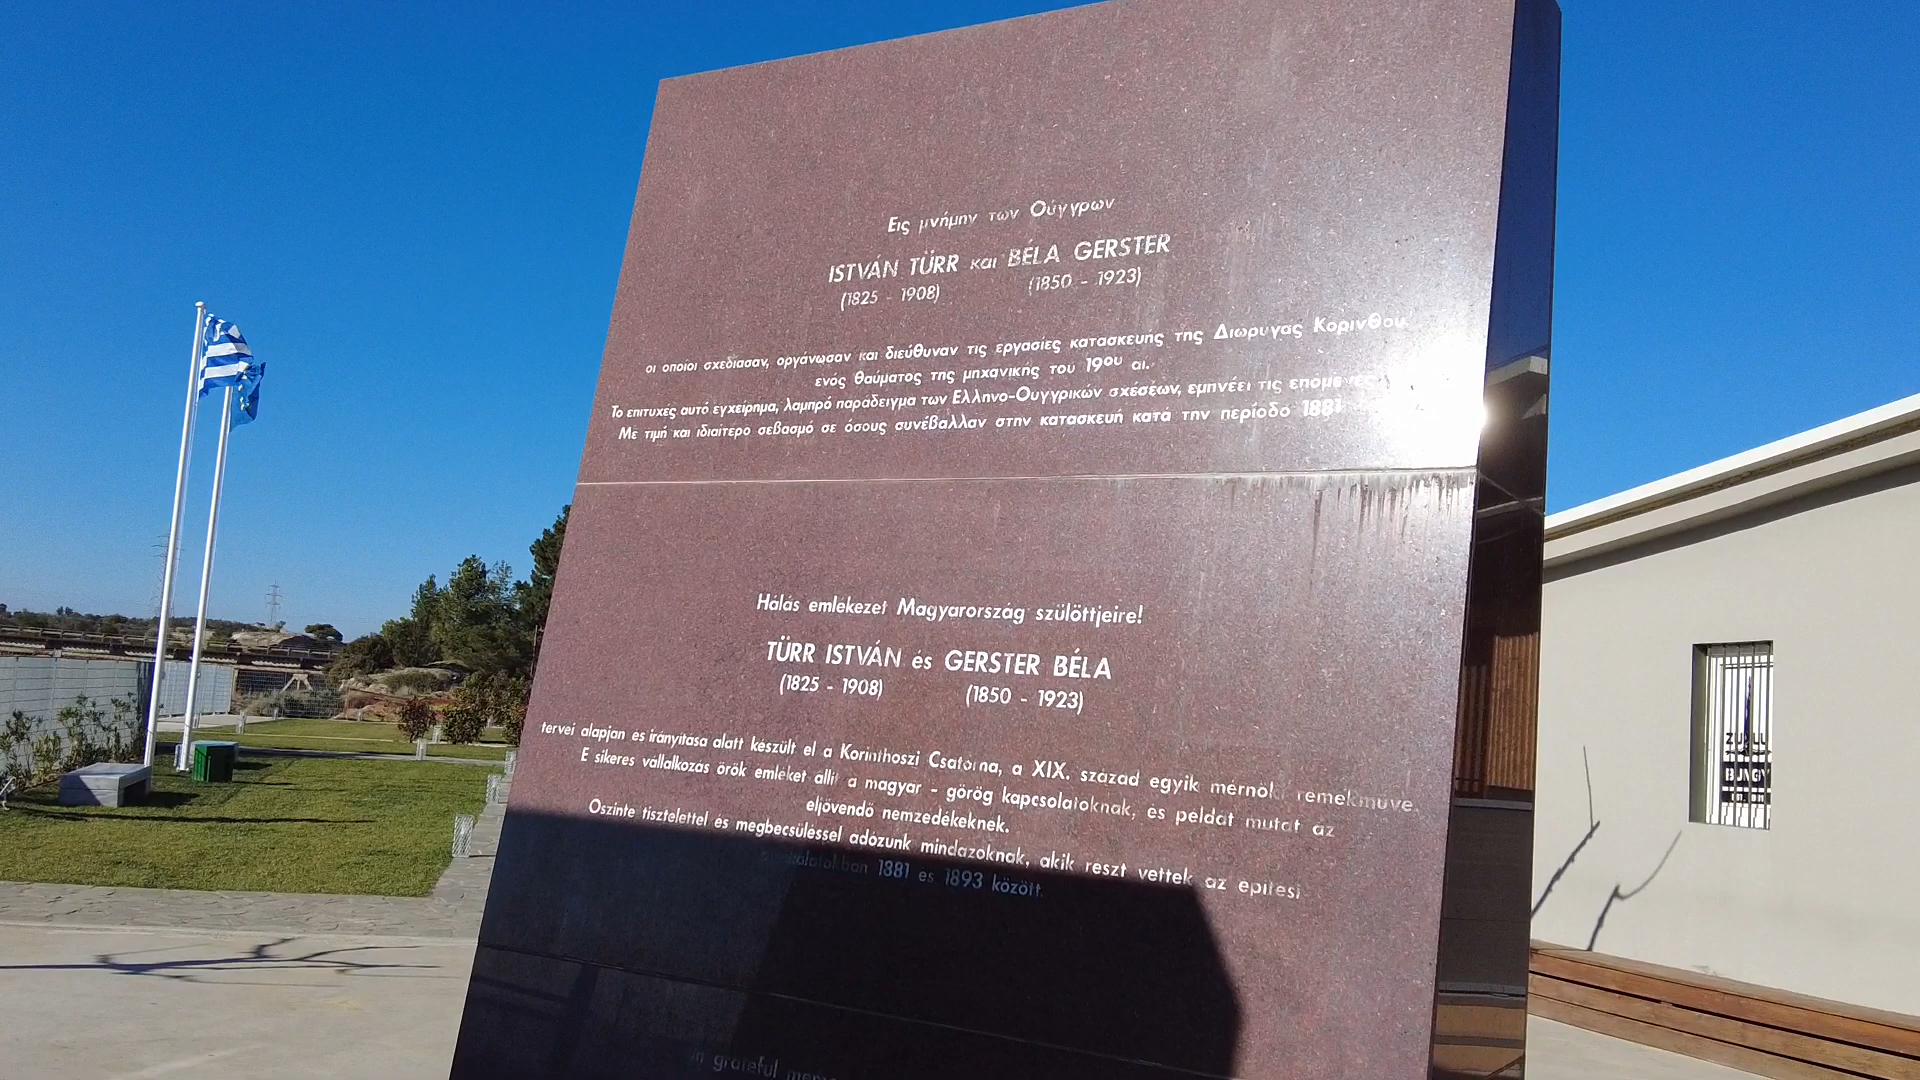 Εις μνήμην των Ούγγρων
ISTVÁN TÜRR και BÉLA GERSTER
(1825 - 1908) (1850 - 1923)
οι οποίοι σχεδίασαν, οργάνωσαν και διεύθυναν τις εργασίες κατασκευής της Διώρυγας Κορίνθου,
ενός θαύματος της μηχανικής του 19ου αι..
Το επιτυχές αυτό εγχείρημα, λαμπρό παράδειγμα των Ελληνο-Ουγγρικών σχέσεων, εμπνέει τις επόμενες
Με τιμή και ιδιαίτερο σεβασμό σε όσους συνέβαλλαν στην κατασκευή κατά την περίοδο 1881
Hálás emlékezet Magyarország szülöttjeire!
TÜRR ISTVÁN és GERSTER BÉLA
(1825 - 1908) (1850 - 1923)
tervei alapján és irányítása alatt készült el a Korinthoszi Csatorna, a XIX. század egyik mérnöki remekműve.
E sikeres vállalkozás örök emléket állít a magyar - görög kapcsolatoknak, és példát mutat az
eljövendő nemzedékeknek.
Őszinte tisztelettel és megbecsüléssel adózunk mindazoknak, akik részt vettek az építési
1881 és 1893 között.
In grateful
ZULU
BUNGY